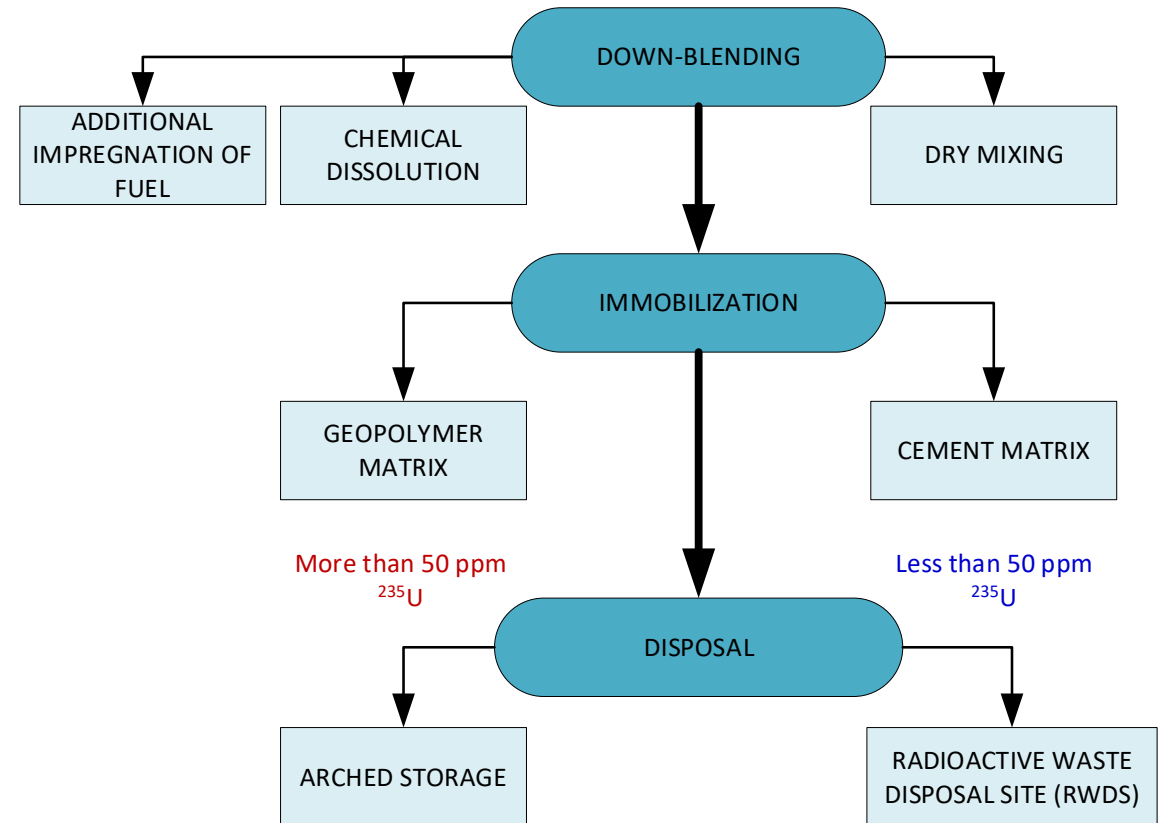 DOWN-BLENDING
ADDITIONAL
IMPREGNATION OF
FUEL
CHEMICAL
DISSOLUTION
DRY MIXING
IMMOBILIZATION
GEOPOLYMER
MATRIX
CEMENT MATRIX
More than 50 ppm
²³⁵U
Less than 50 ppm
²³⁵U
DISPOSAL
ARCHED STORAGE
RADIOACTIVE WASTE
DISPOSAL SITE (RWDS)